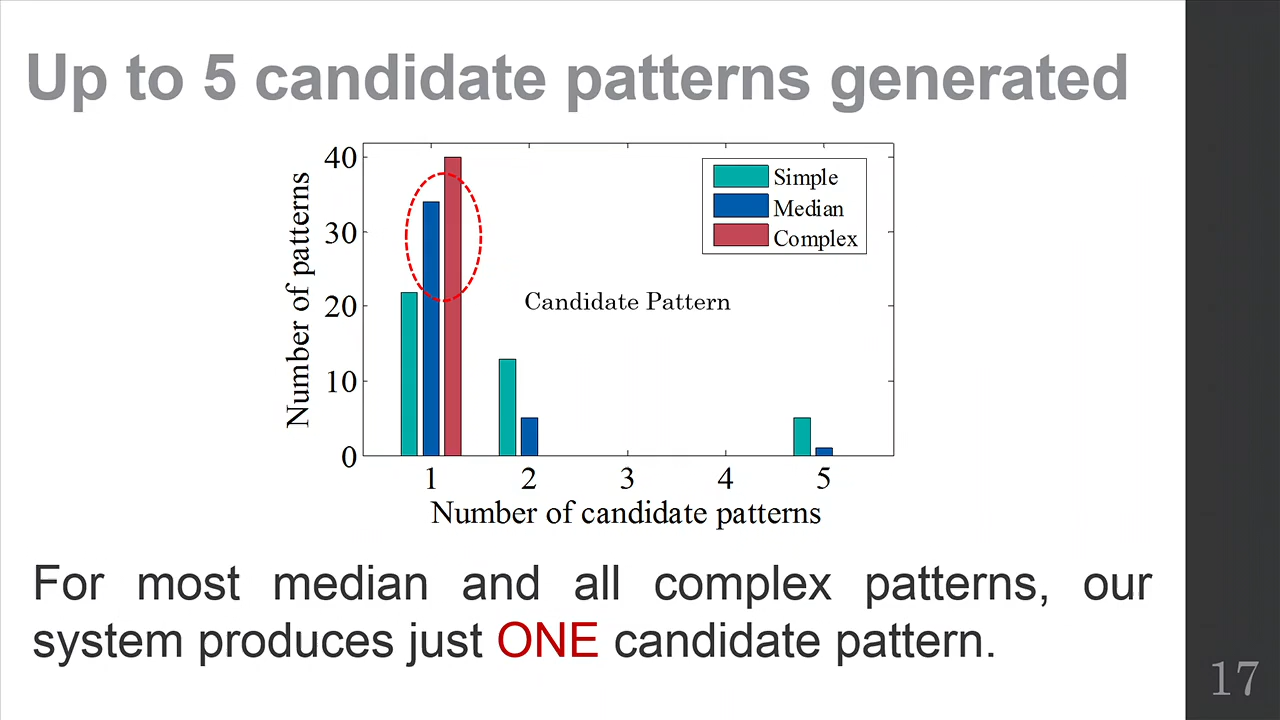 Up to 5 candidate patterns generated
40
30
20
10
0
Number of patterns
Simple
Median
Complex
Candidate Pattern
1 2 3 4 5
Number of candidate patterns
For most median and all complex patterns, our
system produces just ONE candidate pattern.
17